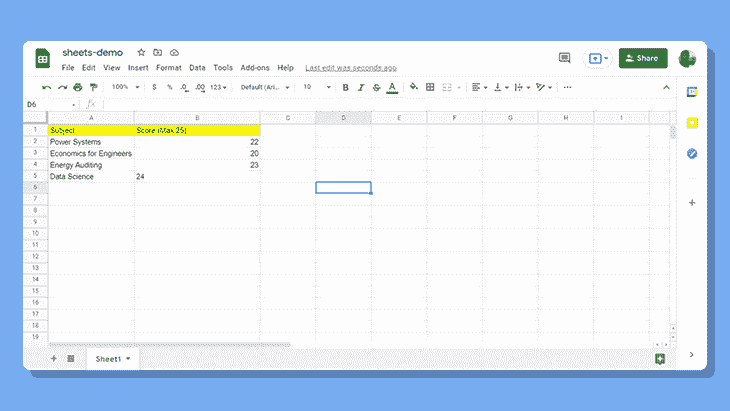 sheets-demo
File Edit View Insert Format Data Tools Add-ons Help Last edit was seconds ago
Share
100% $ % .0 .00 123 Default (Ari... 10 B I S A
D6 fx
A B C D E F G H I
1 Subject Score (Max 25)
2 Power Systems 22
3 Economics for Engineers 20
4 Energy Auditing 23
5 Data Science 24
6
7
8
9
10
11
12
13
14
15
16
17
18
19
Sheet1